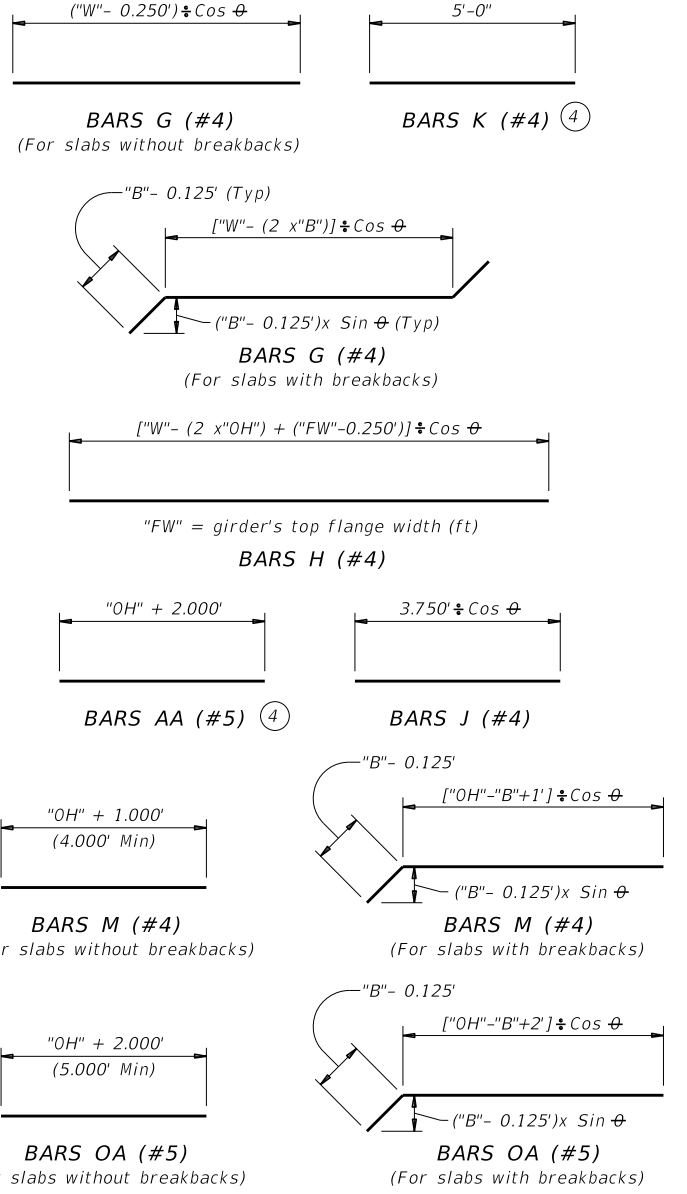 ("W"– 0.250') ÷ Cos θ
5'-0"
BARS G (#4)
BARS K (#4) 4
(For slabs without breakbacks)
"B"– 0.125' (Typ)
["W"– (2 x"B")] ÷ Cos θ
("B"– 0.125')x Sin θ (Typ)
BARS G (#4)
(For slabs with breakbacks)
["W"– (2 x"OH") + ("FW"–0.250')] ÷ Cos θ
"FW" = girder's top flange width (ft)
BARS H (#4)
"OH" + 2.000'
3.750' ÷ Cos θ
BARS AA (#5) 4
BARS J (#4)
"B"– 0.125'
["OH"–"B"+1'] ÷ Cos θ
"OH" + 1.000'
(4.000' Min)
("B"– 0.125')x Sin θ
BARS M (#4)
BARS M (#4)
r slabs without breakbacks)
(For slabs with breakbacks)
"B"– 0.125'
["OH"–"B"+2'] ÷ Cos θ
"OH" + 2.000'
(5.000' Min)
("B"– 0.125')x Sin θ
BARS OA (#5)
BARS OA (#5)
slabs without breakbacks)
(For slabs with breakbacks)